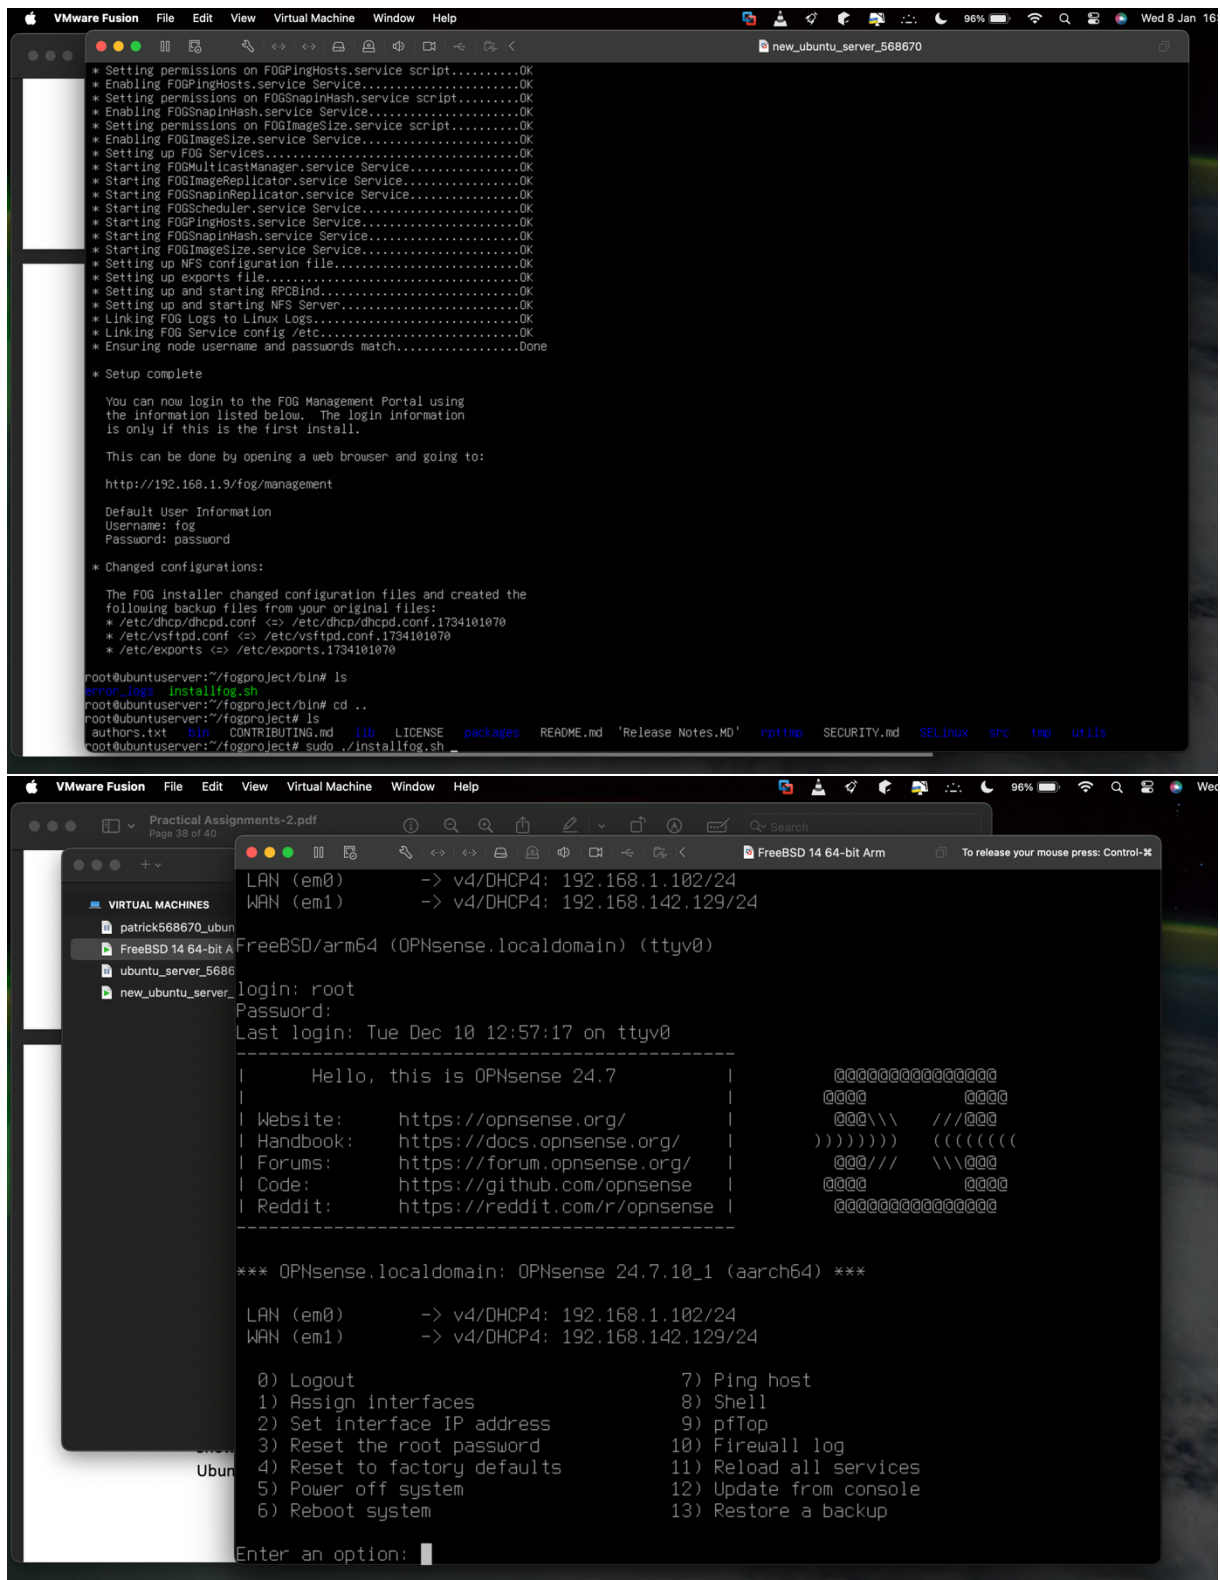 VMware Fusion File Edit View Virtual Machine Window Help 96% Wed 8 Jan 16:
new_ubuntu_server_568670
* Setting permissions on FOGPingHosts.service script..........OK
* Enabling FOGPingHosts.service Service.......................OK
* Setting permissions on FOGSnapinHash.service script.........OK
* Enabling FOGSnapinHash.service Service......................OK
* Setting permissions on FOGImageSize.service script..........OK
* Enabling FOGImageSize.service Service.......................OK
* Setting up FOG Services.....................................OK
* Starting FOGMulticastManager.service Service................OK
* Starting FOGImageReplicator.service Service.................OK
* Starting FOGSnapinReplicator.service Service................OK
* Starting FOGScheduler.service Service.......................OK
* Starting FOGPingHosts.service Service.......................OK
* Starting FOGSnapinHash.service Service......................OK
* Starting FOGImageSize.service Service.......................OK
* Setting up NFS configuration file...........................OK
* Setting up exports file.....................................OK
* Setting up and starting RPCBind.............................OK
* Setting up and starting NFS Server..........................OK
* Linking FOG Logs to Linux Logs..............................OK
* Linking FOG Service config /etc.............................OK
* Ensuring node username and passwords match..................Done
* Setup complete
You can now login to the FOG Management Portal using
the information listed below. The login information
is only if this is the first install.
This can be done by opening a web browser and going to:
http://192.168.1.9/fog/management
Default User Information
Username: fog
Password: password
* Changed configurations:
The FOG installer changed configuration files and created the
following backup files from your original files:
* /etc/dhcp/dhcpd.conf <=> /etc/dhcp/dhcpd.conf.1734101070
* /etc/vsftpd.conf <=> /etc/vsftpd.conf.1734101070
* /etc/exports <=> /etc/exports.1734101070
root@ubuntuserver:~/fogproject/bin# ls
error_logs installfog.sh
root@ubuntuserver:~/fogproject/bin# cd ..
root@ubuntuserver:~/fogproject# ls
authors.txt bin CONTRIBUTING.md lib LICENSE packages README.md 'Release Notes.MD' rpttmp SECURITY.md SELinux src tmp utils
root@ubuntuserver:~/fogproject# sudo ./installfog.sh _
VMware Fusion File Edit View Virtual Machine Window Help 96% Wed
Practical Assignments-2.pdf
Page 38 of 40
Search
FreeBSD 14 64-bit Arm To release your mouse press: Control-⌘
VIRTUAL MACHINES
patrick568670_ubun
FreeBSD 14 64-bit A
ubuntu_server_5686
new_ubuntu_server_
Ubun
LAN (em0) -> v4/DHCP4: 192.168.1.102/24
WAN (em1) -> v4/DHCP4: 192.168.142.129/24
FreeBSD/arm64 (OPNsense.localdomain) (ttyv0)
login: root
Password:
Last login: Tue Dec 10 12:57:17 on ttyv0
----------------------------------------------
| Hello, this is OPNsense 24.7 | @@@@@@@@@@@@@@@
| | @@@@ @@@@
| Website: https://opnsense.org/ | @@@\\\ ///@@@
| Handbook: https://docs.opnsense.org/ | )))))))) ((((((((
| Forums: https://forum.opnsense.org/ | @@@/// \\\@@@
| Code: https://github.com/opnsense | @@@@ @@@@
| Reddit: https://reddit.com/r/opnsense | @@@@@@@@@@@@@@@
----------------------------------------------
*** OPNsense.localdomain: OPNsense 24.7.10_1 (aarch64) ***
LAN (em0) -> v4/DHCP4: 192.168.1.102/24
WAN (em1) -> v4/DHCP4: 192.168.142.129/24
0) Logout 7) Ping host
1) Assign interfaces 8) Shell
2) Set interface IP address 9) pfTop
3) Reset the root password 10) Firewall log
4) Reset to factory defaults 11) Reload all services
5) Power off system 12) Update from console
6) Reboot system 13) Restore a backup
Enter an option: